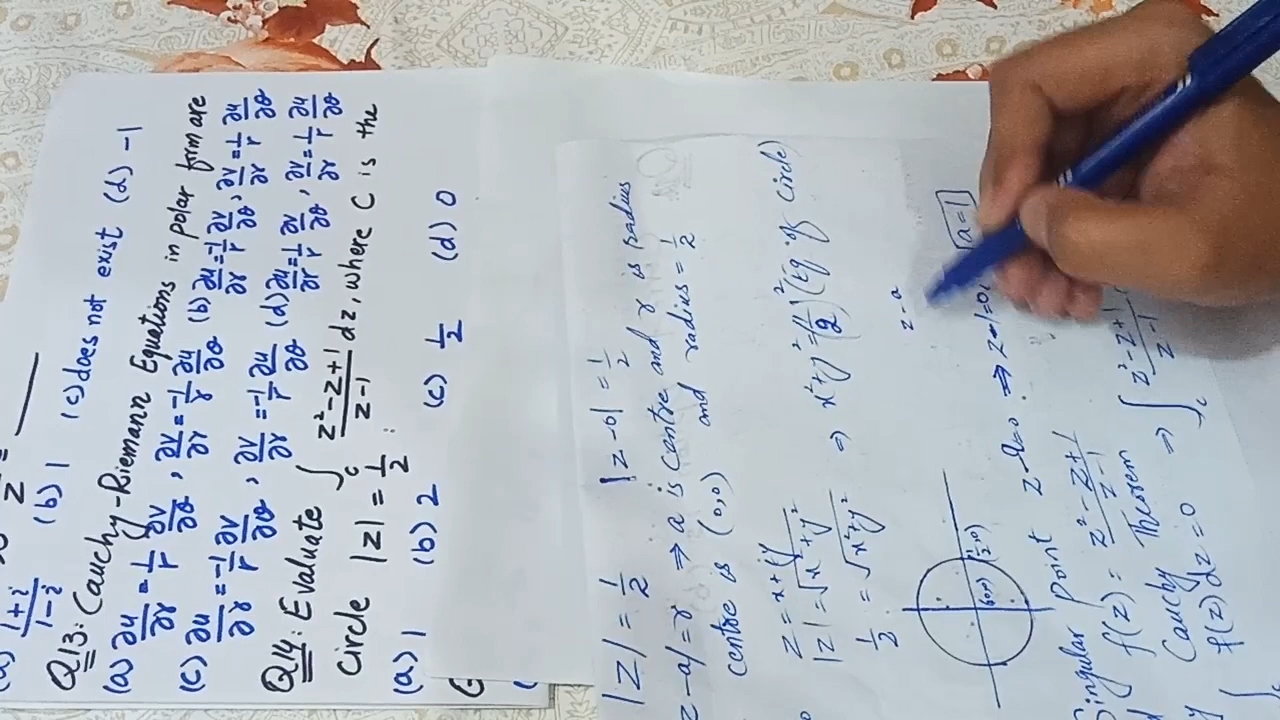 (a) 1+i/1-i (b) 1 (c) does not exist (d) -1
Q13: Cauchy-Riemann Equations in polar form are
(a) ∂u/∂r = 1/r ∂v/∂θ, ∂v/∂r = -1/r ∂u/∂θ (b) ∂u/∂r = -1/r ∂v/∂θ, ∂v/∂r = 1/r ∂u/∂θ
(c) ∂u/∂r = -1/r ∂v/∂θ, ∂v/∂r = -1/r ∂u/∂θ (d) ∂u/∂r = 1/r ∂v/∂θ, ∂v/∂r = 1/r ∂u/∂θ
Q14: Evaluate ∫c z²-z+1/z-1 dz, where C is the
Circle |z| = 1/2:
(a) 1 (b) 2 (c) 1/2 (d) 0
|z| = 1/2 |z-0| = 1/2
z-a| = r ⇒ a is centre and r is radius
centre is (0,0) and radius = 1/2
z = x+iy
|z| = √x²+y²
1/2 = √x²+y² ⇒ x²+y² = (1/2)² (Eq of circle)
z-a
(0,0) (1/2,0)
Singular Point z-a=0 ⇒ z-1=0 a=1
f(z) = z²-z+1/z-1
Cauchy Theorem
f(z)dz=0 ⇒ ∫c z²-z+1/z-1
∫c